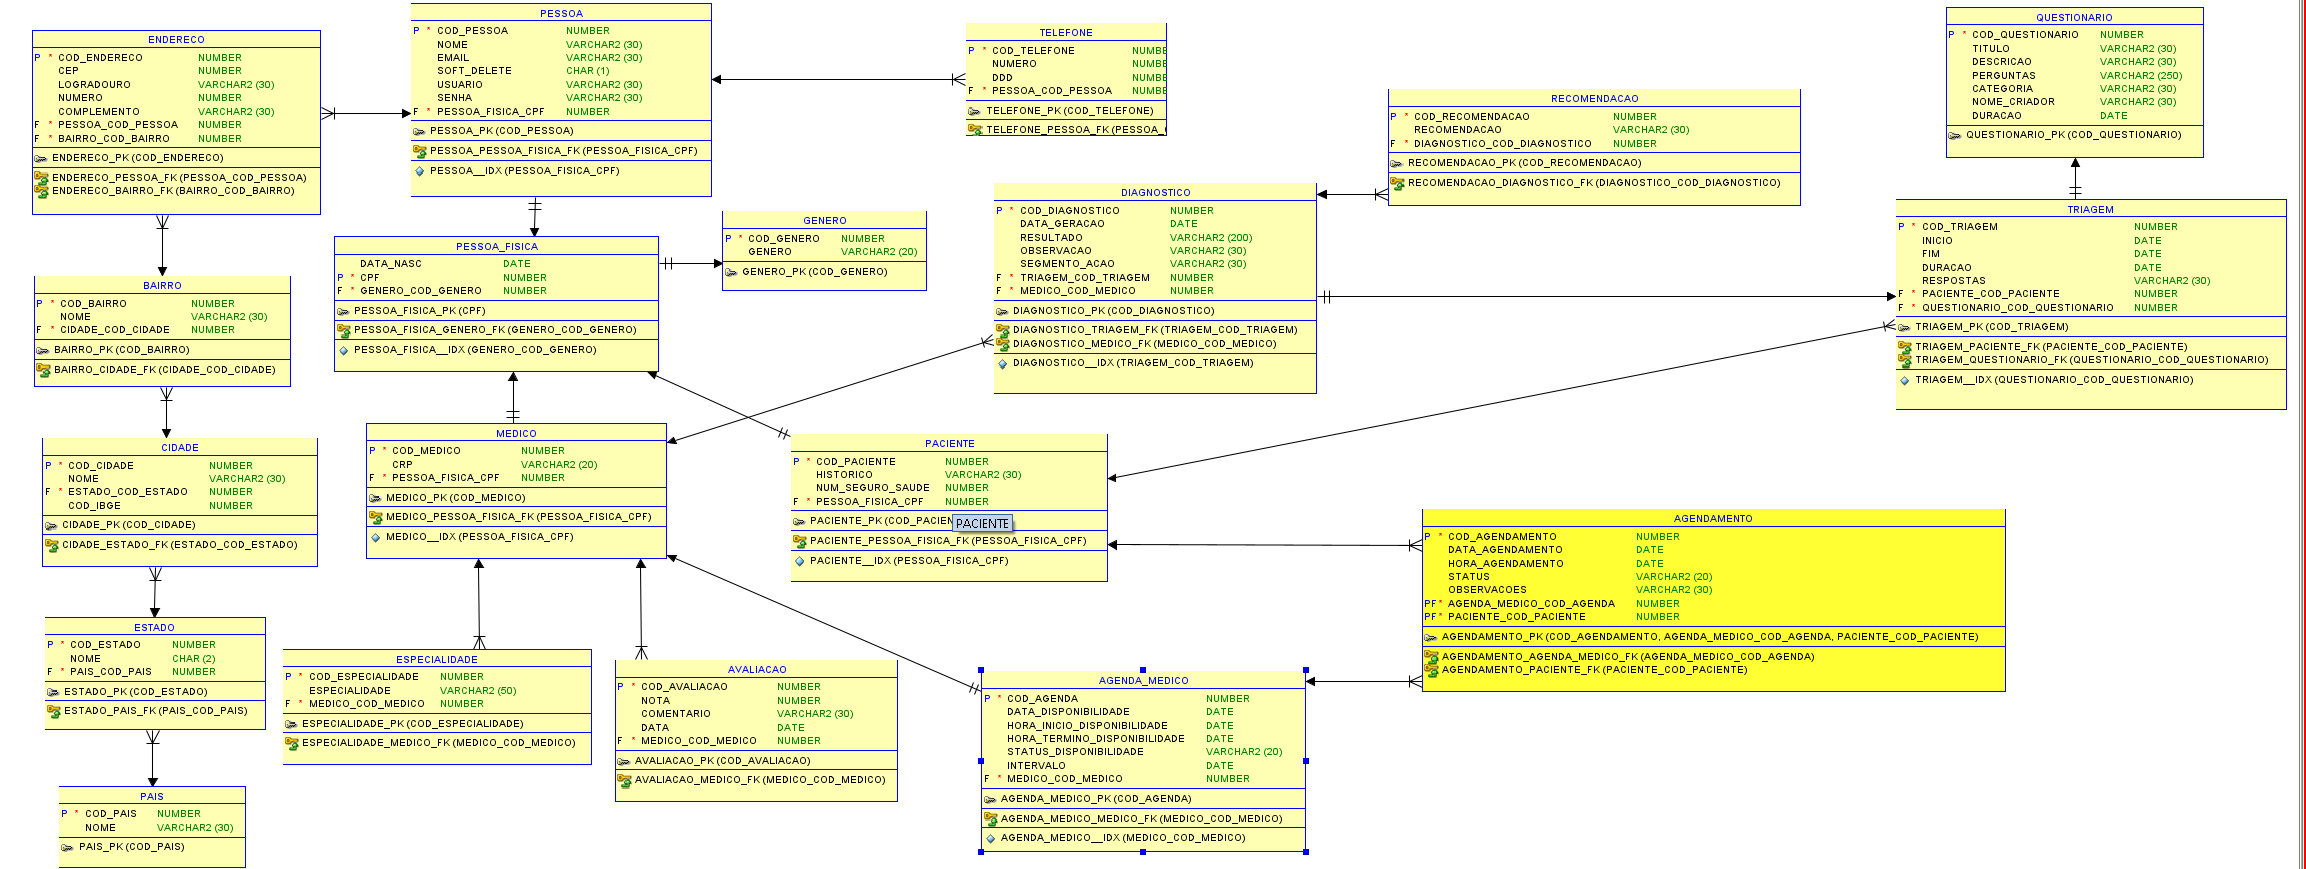 ENDERECO
P * COD_ENDERECO NUMBER
CEP NUMBER
LOGRADOURO VARCHAR2 (30)
NUMERO NUMBER
COMPLEMENTO VARCHAR2 (30)
F * PESSOA_COD_PESSOA NUMBER
F * BAIRRO_COD_BAIRRO NUMBER
ENDERECO_PK (COD_ENDERECO)
ENDERECO_PESSOA_FK (PESSOA_COD_PESSOA)
ENDERECO_BAIRRO_FK (BAIRRO_COD_BAIRRO)
PESSOA
P * COD_PESSOA NUMBER
NOME VARCHAR2 (30)
EMAIL VARCHAR2 (30)
SOFT_DELETE CHAR (1)
USUARIO VARCHAR2 (30)
SENHA VARCHAR2 (30)
F * PESSOA_FISICA_CPF NUMBER
PESSOA_PK (COD_PESSOA)
PESSOA_PESSOA_FISICA_FK (PESSOA_FISICA_CPF)
PESSOA__IDX (PESSOA_FISICA_CPF)
TELEFONE
P * COD_TELEFONE NUMBE
NUMERO NUMBE
DDD NUMBE
F * PESSOA_COD_PESSOA NUMBE
TELEFONE_PK (COD_TELEFONE)
TELEFONE_PESSOA_FK (PESSOA_
RECOMENDACAO
P * COD_RECOMENDACAO NUMBER
RECOMENDACAO VARCHAR2 (30)
F * DIAGNOSTICO_COD_DIAGNOSTICO NUMBER
RECOMENDACAO_PK (COD_RECOMENDACAO)
RECOMENDACAO_DIAGNOSTICO_FK (DIAGNOSTICO_COD_DIAGNOSTICO)
QUESTIONARIO
P * COD_QUESTIONARIO NUMBER
TITULO VARCHAR2 (30)
DESCRICAO VARCHAR2 (30)
PERGUNTAS VARCHAR2 (250)
CATEGORIA VARCHAR2 (30)
NOME_CRIADOR VARCHAR2 (30)
DURACAO DATE
QUESTIONARIO_PK (COD_QUESTIONARIO)
GENERO
P * COD_GENERO NUMBER
GENERO VARCHAR2 (20)
GENERO_PK (COD_GENERO)
PESSOA_FISICA
DATA_NASC DATE
P * CPF NUMBER
F * GENERO_COD_GENERO NUMBER
PESSOA_FISICA_PK (CPF)
PESSOA_FISICA_GENERO_FK (GENERO_COD_GENERO)
PESSOA_FISICA__IDX (GENERO_COD_GENERO)
DIAGNOSTICO
P * COD_DIAGNOSTICO NUMBER
DATA_GERACAO DATE
RESULTADO VARCHAR2 (200)
OBSERVACAO VARCHAR2 (30)
SEGMENTO_ACAO VARCHAR2 (30)
F * TRIAGEM_COD_TRIAGEM NUMBER
F * MEDICO_COD_MEDICO NUMBER
DIAGNOSTICO_PK (COD_DIAGNOSTICO)
DIAGNOSTICO_TRIAGEM_FK (TRIAGEM_COD_TRIAGEM)
DIAGNOSTICO_MEDICO_FK (MEDICO_COD_MEDICO)
DIAGNOSTICO__IDX (TRIAGEM_COD_TRIAGEM)
TRIAGEM
P * COD_TRIAGEM NUMBER
INICIO DATE
FIM DATE
DURACAO DATE
RESPOSTAS VARCHAR2 (30)
F * PACIENTE_COD_PACIENTE NUMBER
F * QUESTIONARIO_COD_QUESTIONARIO NUMBER
TRIAGEM_PK (COD_TRIAGEM)
TRIAGEM_PACIENTE_FK (PACIENTE_COD_PACIENTE)
TRIAGEM_QUESTIONARIO_FK (QUESTIONARIO_COD_QUESTIONARIO)
TRIAGEM__IDX (QUESTIONARIO_COD_QUESTIONARIO)
BAIRRO
P * COD_BAIRRO NUMBER
NOME VARCHAR2 (30)
F * CIDADE_COD_CIDADE NUMBER
BAIRRO_PK (COD_BAIRRO)
BAIRRO_CIDADE_FK (CIDADE_COD_CIDADE)
CIDADE
P * COD_CIDADE NUMBER
NOME VARCHAR2 (30)
F * ESTADO_COD_ESTADO NUMBER
COD_IBGE NUMBER
CIDADE_PK (COD_CIDADE)
CIDADE_ESTADO_FK (ESTADO_COD_ESTADO)
MEDICO
P * COD_MEDICO NUMBER
CRP VARCHAR2 (20)
F * PESSOA_FISICA_CPF NUMBER
MEDICO_PK (COD_MEDICO)
MEDICO_PESSOA_FISICA_FK (PESSOA_FISICA_CPF)
MEDICO__IDX (PESSOA_FISICA_CPF)
PACIENTE
P * COD_PACIENTE NUMBER
HISTORICO VARCHAR2 (30)
NUM_SEGURO_SAUDE NUMBER
F * PESSOA_FISICA_CPF NUMBER
PACIENTE_PK (COD_PACIEN
PACIENTE
PACIENTE_PESSOA_FISICA_FK (PESSOA_FISICA_CPF)
PACIENTE__IDX (PESSOA_FISICA_CPF)
AGENDAMENTO
P * COD_AGENDAMENTO NUMBER
DATA_AGENDAMENTO DATE
HORA_AGENDAMENTO DATE
STATUS VARCHAR2 (20)
OBSERVACOES VARCHAR2 (30)
PF* AGENDA_MEDICO_COD_AGENDA NUMBER
PF* PACIENTE_COD_PACIENTE NUMBER
AGENDAMENTO_PK (COD_AGENDAMENTO, AGENDA_MEDICO_COD_AGENDA, PACIENTE_COD_PACIENTE)
AGENDAMENTO_AGENDA_MEDICO_FK (AGENDA_MEDICO_COD_AGENDA)
AGENDAMENTO_PACIENTE_FK (PACIENTE_COD_PACIENTE)
ESTADO
P * COD_ESTADO NUMBER
NOME CHAR (2)
F * PAIS_COD_PAIS NUMBER
ESTADO_PK (COD_ESTADO)
ESTADO_PAIS_FK (PAIS_COD_PAIS)
ESPECIALIDADE
P * COD_ESPECIALIDADE NUMBER
ESPECIALIDADE VARCHAR2 (50)
F * MEDICO_COD_MEDICO NUMBER
ESPECIALIDADE_PK (COD_ESPECIALIDADE)
ESPECIALIDADE_MEDICO_FK (MEDICO_COD_MEDICO)
AVALIACAO
P * COD_AVALIACAO NUMBER
NOTA NUMBER
COMENTARIO VARCHAR2 (30)
DATA DATE
F * MEDICO_COD_MEDICO NUMBER
AVALIACAO_PK (COD_AVALIACAO)
AVALIACAO_MEDICO_FK (MEDICO_COD_MEDICO)
AGENDA_MEDICO
P * COD_AGENDA NUMBER
DATA_DISPONIBILIDADE DATE
HORA_INICIO_DISPONIBILIDADE DATE
HORA_TERMINO_DISPONIBILIDADE DATE
STATUS_DISPONIBILIDADE VARCHAR2 (20)
INTERVALO DATE
F * MEDICO_COD_MEDICO NUMBER
AGENDA_MEDICO_PK (COD_AGENDA)
AGENDA_MEDICO_MEDICO_FK (MEDICO_COD_MEDICO)
AGENDA_MEDICO__IDX (MEDICO_COD_MEDICO)
PAIS
P * COD_PAIS NUMBER
NOME VARCHAR2 (30)
PAIS_PK (COD_PAIS)